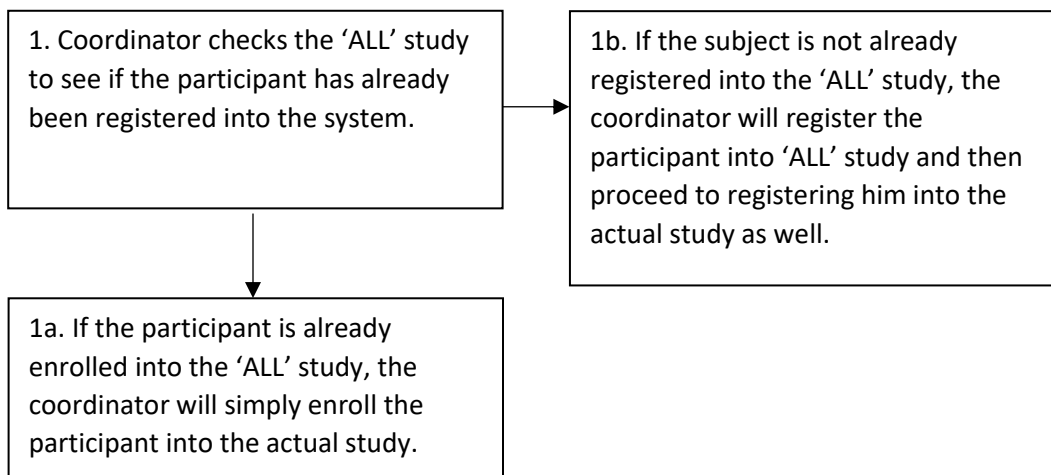 1. Coordinator checks the ‘ALL’ study
to see if the participant has already
been registered into the system.
1b. If the subject is not already
registered into the ‘ALL’ study, the
coordinator will register the
participant into ‘ALL’ study and then
proceed to registering him into the
actual study as well.
1a. If the participant is already
enrolled into the ‘ALL’ study, the
coordinator will simply enroll the
participant into the actual study.